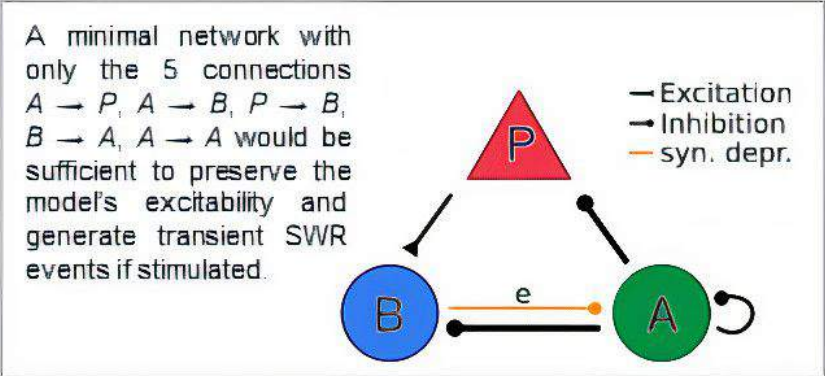 A minimal network with
only the 5 connections
A → P, A → B, P → B,
B → A, A → A would be
sufficient to preserve the
model's excitability and
generate transient SWR
events if stimulated.
Excitation
Inhibition
syn. depr.
P
B
e
A